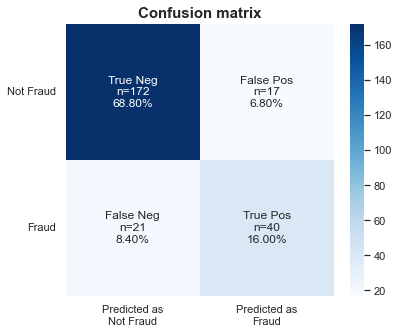 Confusion matrix
Not Fraud
True Neg
n=172
68.80%
False Pos
n=17
6.80%
Fraud
False Neg
n=21
8.40%
True Pos
n=40
16.00%
Predicted as
Not Fraud
Predicted as
Fraud
160
140
120
100
80
60
40
20